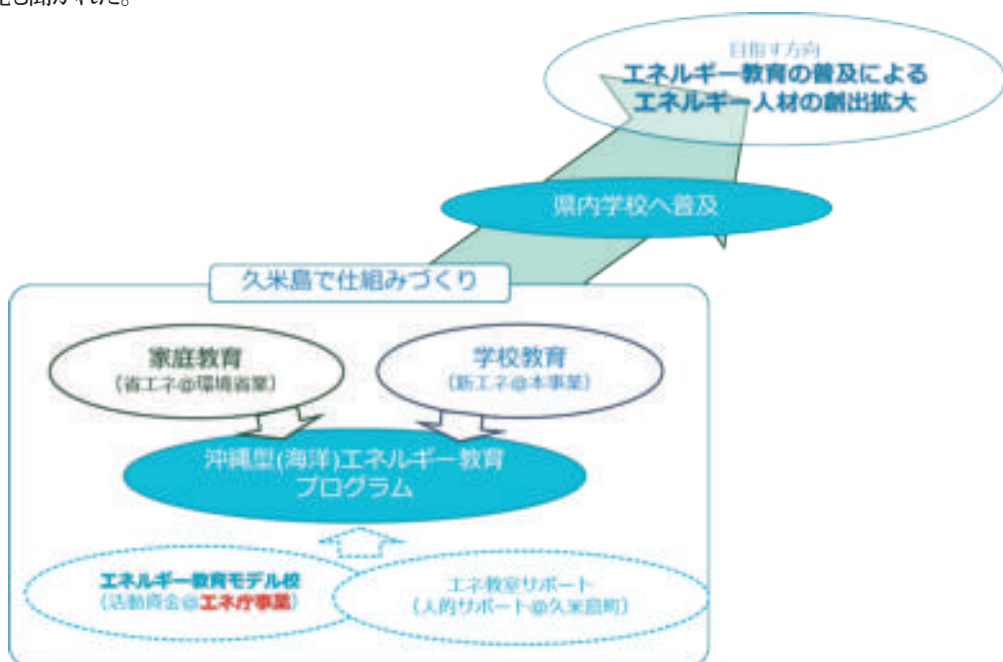 聞かれた。
目指す方向
エネルギー教育の普及による
エネルギー人材の創出拡大
県内学校へ普及
久米島で仕組みづくり
家庭教育
(省エネ@環境省業)
学校教育
(新エネ@本事業)
沖縄型(海洋)エネルギー教育
プログラム
エネルギー教育モデル校
(活動資金@エネ庁事業)
エネ教室サポート
(人的サポート@久米島町)